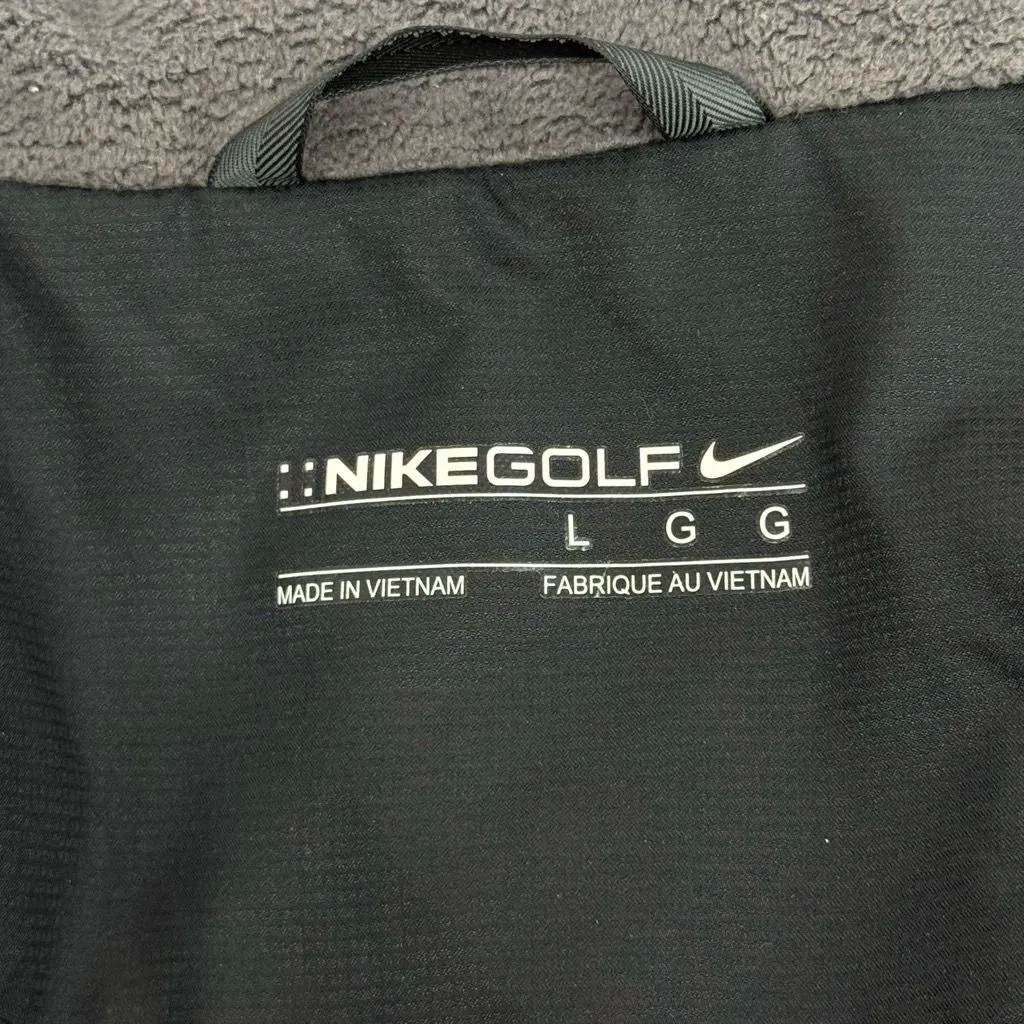 NIKEGOLF
L G G
MADE IN VIETNAM FABRIQUE AU VIETNAM